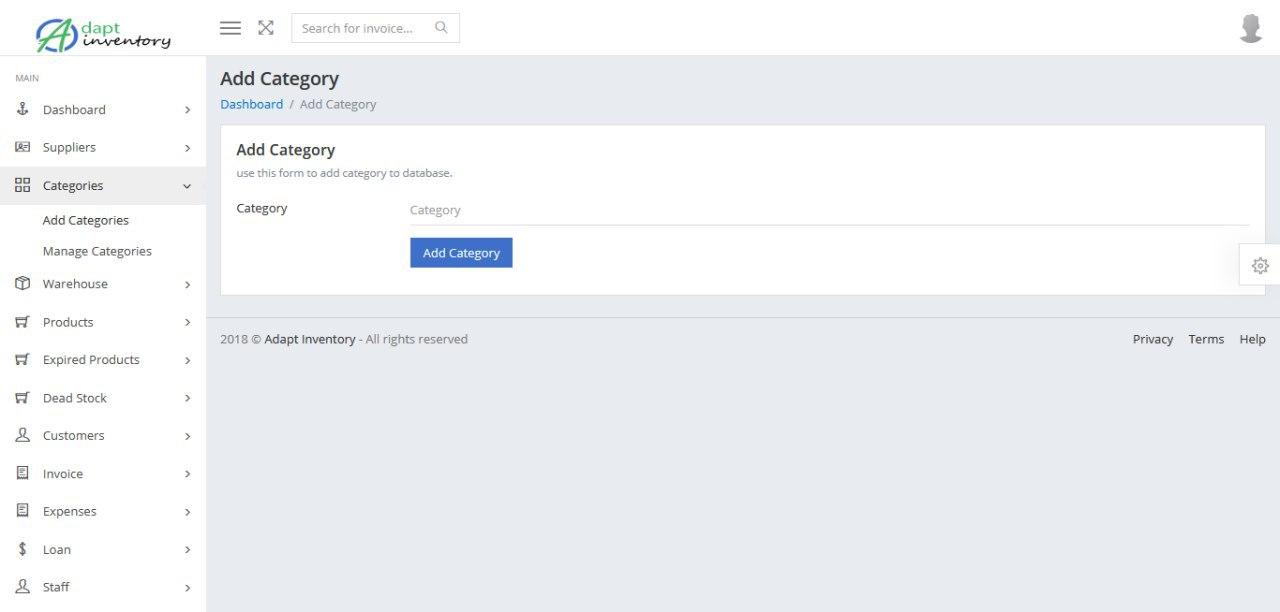 Adapt
inventory
Search for invoice...
MAIN
Dashboard
Suppliers
Categories
Add Categories
Manage Categories
Warehouse
Products
Expired Products
Dead Stock
Customers
Invoice
Expenses
Loan
Staff
Add Category
Dashboard / Add Category
Add Category
use this form to add category to database.
Category Category
Add Category
2018 © Adapt Inventory - All rights reserved Privacy Terms Help